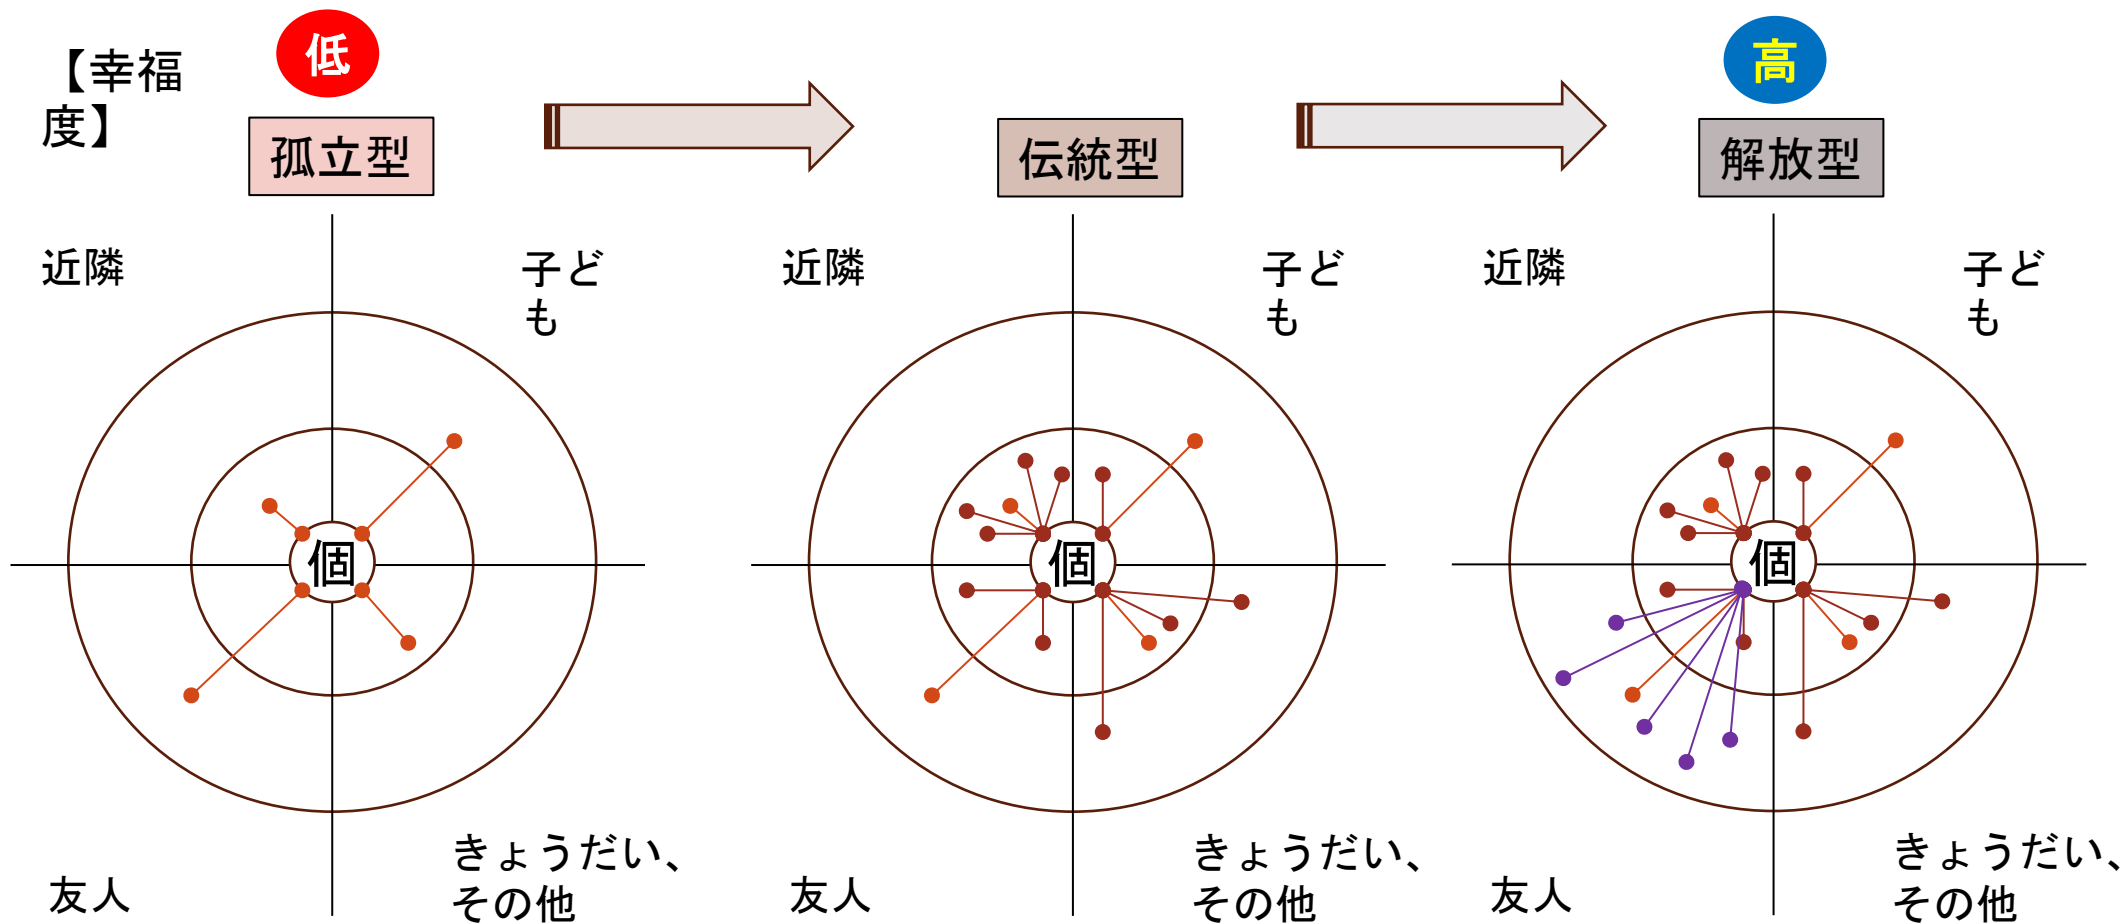 【幸福
度】
低
高
孤立型
伝統型
解放型
近隣
子ど
も
近隣
子ど
も
近隣
子ど
も
個
個
個
友人
きょうだい、
その他
友人
きょうだい、
その他
友人
きょうだい、
その他